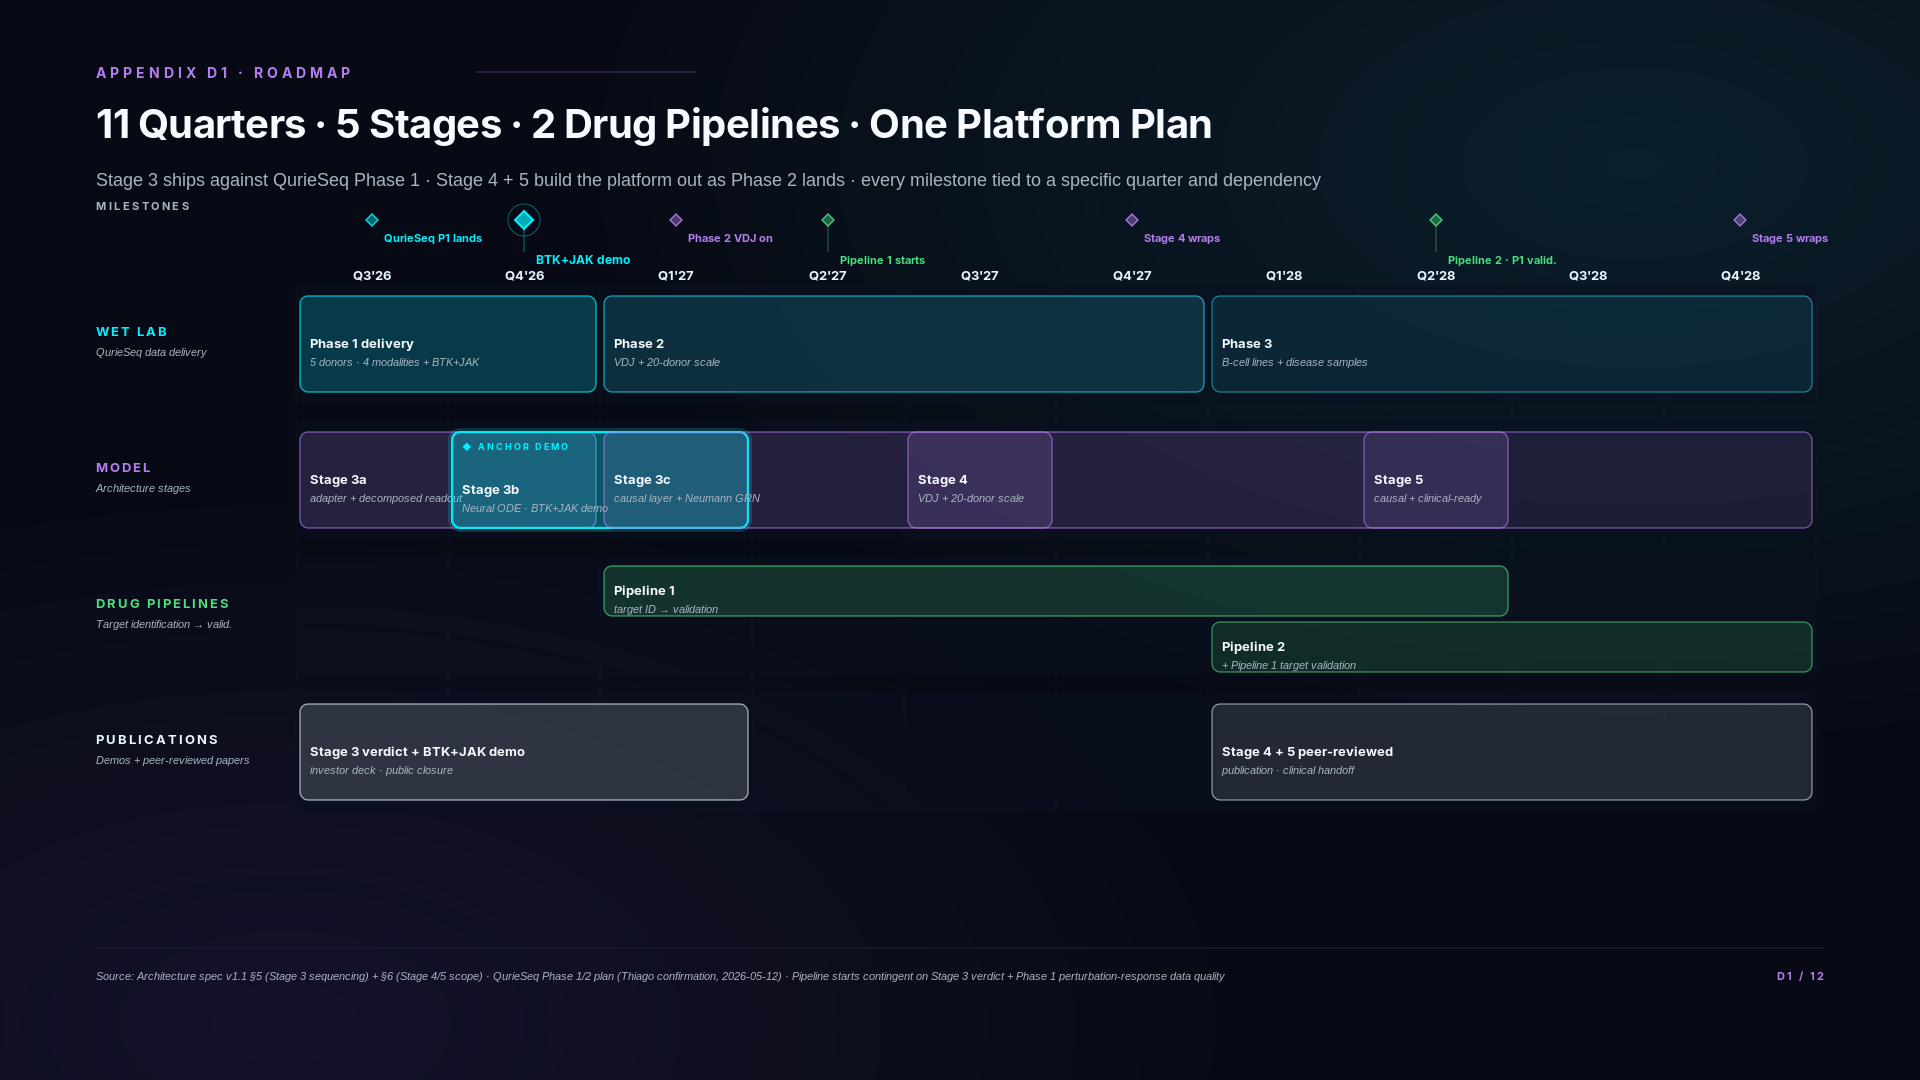 APPENDIX D1 · ROADMAP
11 Quarters · 5 Stages · 2 Drug Pipelines · One Platform Plan
Stage 3 ships against QurieSeq Phase 1 · Stage 4 + 5 build the platform out as Phase 2 lands · every milestone tied to a specific quarter and dependency
MILESTONES
QurieSeq P1 lands
BTK+JAK demo
Phase 2 VDJ on
Pipeline 1 starts
Stage 4 wraps
Pipeline 2 · P1 valid.
Stage 5 wraps
Q3'26 Q4'26 Q1'27 Q2'27 Q3'27 Q4'27 Q1'28 Q2'28 Q3'28 Q4'28
WET LAB
QurieSeq data delivery
Phase 1 delivery
5 donors · 4 modalities + BTK+JAK
Phase 2
VDJ + 20-donor scale
Phase 3
B-cell lines + disease samples
MODEL
Architecture stages
Stage 3a
adapter + decomposed readout
◆ ANCHOR DEMO
Stage 3b
Neural ODE · BTK+JAK demo
Stage 3c
causal layer + Neumann GRN
Stage 4
VDJ + 20-donor scale
Stage 5
causal + clinical-ready
DRUG PIPELINES
Target identification → valid.
Pipeline 1
target ID → validation
Pipeline 2
+ Pipeline 1 target validation
PUBLICATIONS
Demos + peer-reviewed papers
Stage 3 verdict + BTK+JAK demo
investor deck · public closure
Stage 4 + 5 peer-reviewed
publication · clinical handoff
Source: Architecture spec v1.1 §5 (Stage 3 sequencing) + §6 (Stage 4/5 scope) · QurieSeq Phase 1/2 plan (Thiago confirmation, 2026-05-12) · Pipeline starts contingent on Stage 3 verdict + Phase 1 perturbation-response data quality
D1 / 12